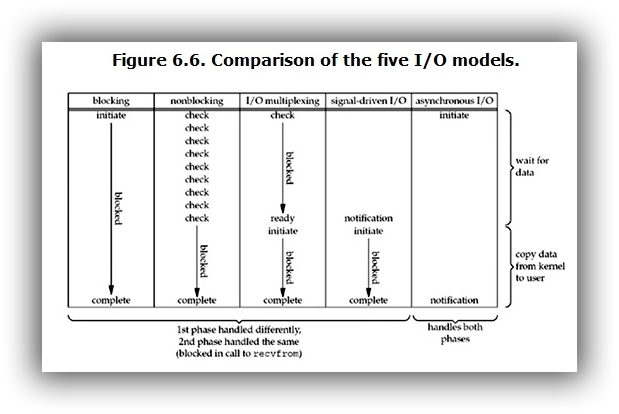 Figure 6.6. Comparison of the five I/O models.
blocking nonblocking I/O multiplexing signal-driven I/O asynchronous I/O
initiate check check initiate
check
check
check
check
check
check
check
blocked
blocked
wait for
data
check ready notification
initiate initiate
blocked
blocked
blocked
copy data
from kernel
to user
complete complete complete complete notification
1st phase handled differently,
2nd phase handled the same
(blocked in call to recvfrom)
handles both
phases